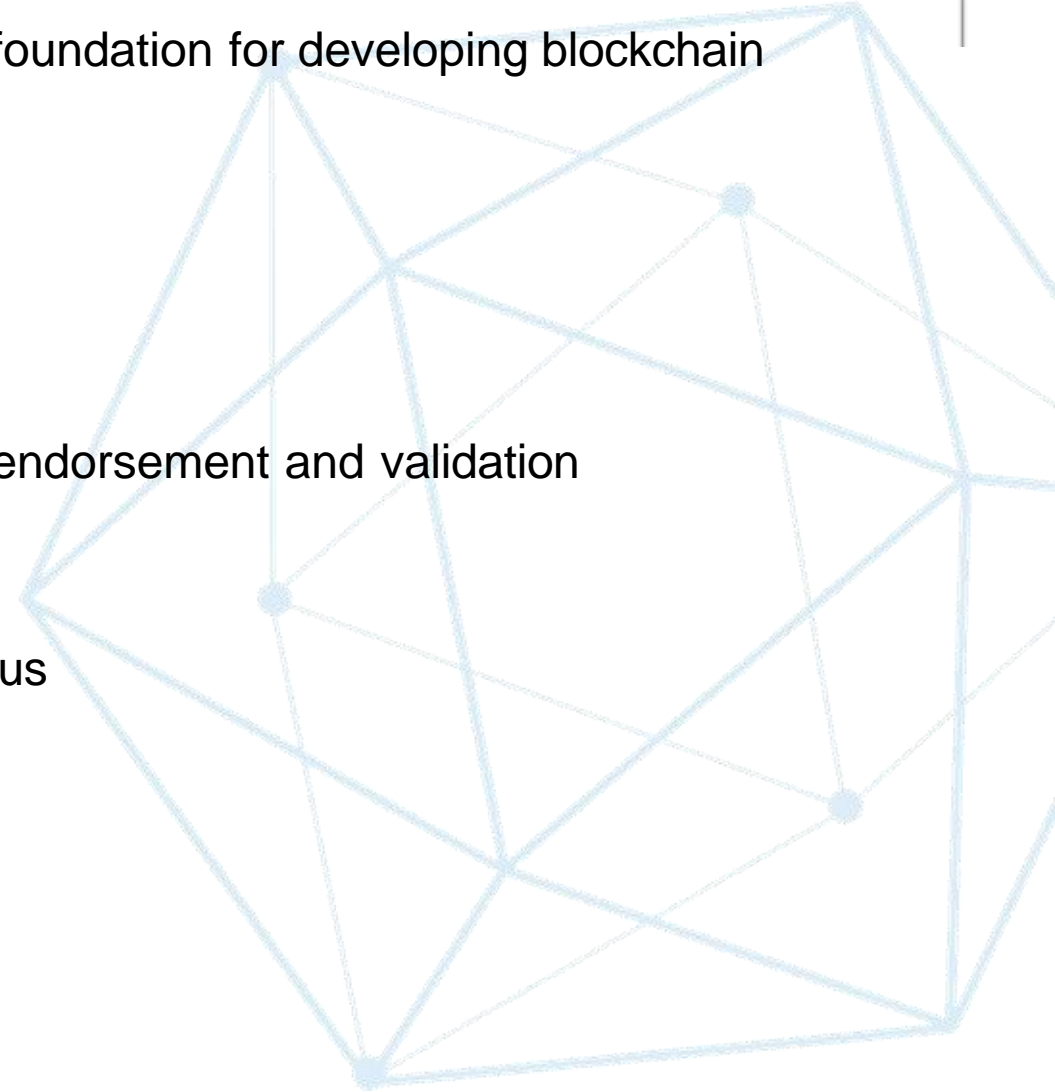 foundation for developing blockchain
endorsement and validation
us